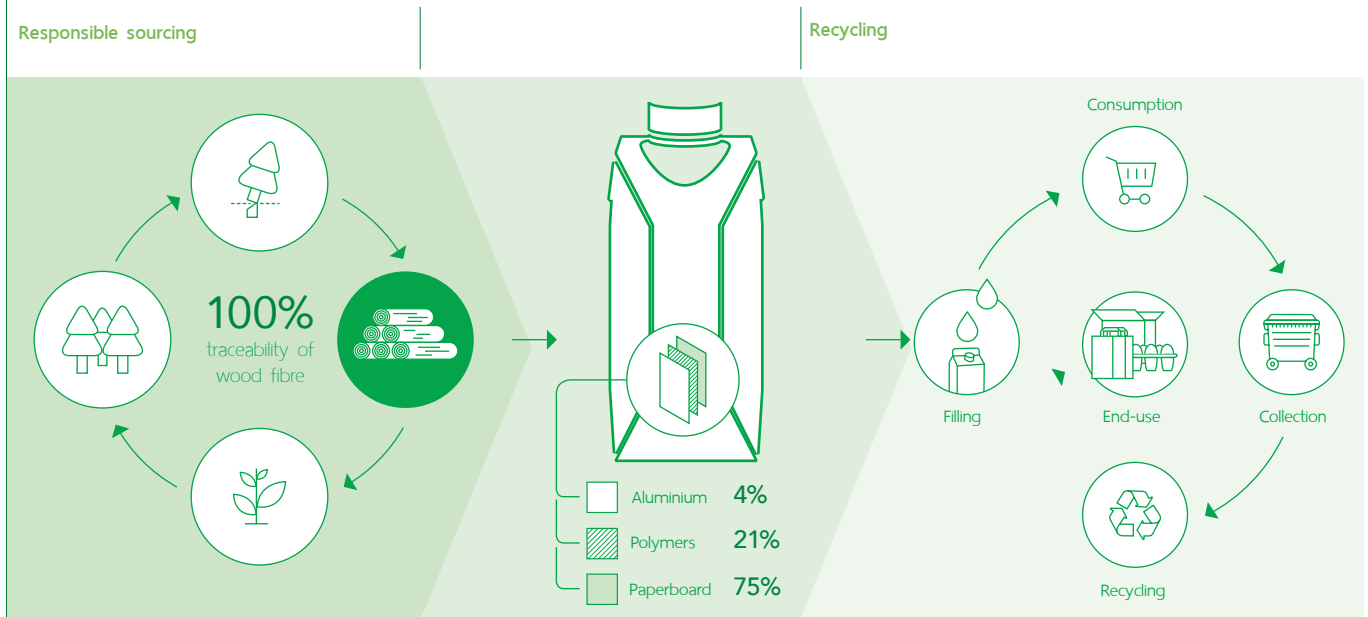 Responsible sourcing
Recycling
100%
traceability of
wood fibre
Aluminium 4%
Polymers 21%
Paperboard 75%
Consumption
Filling
End-use
Collection
Recycling